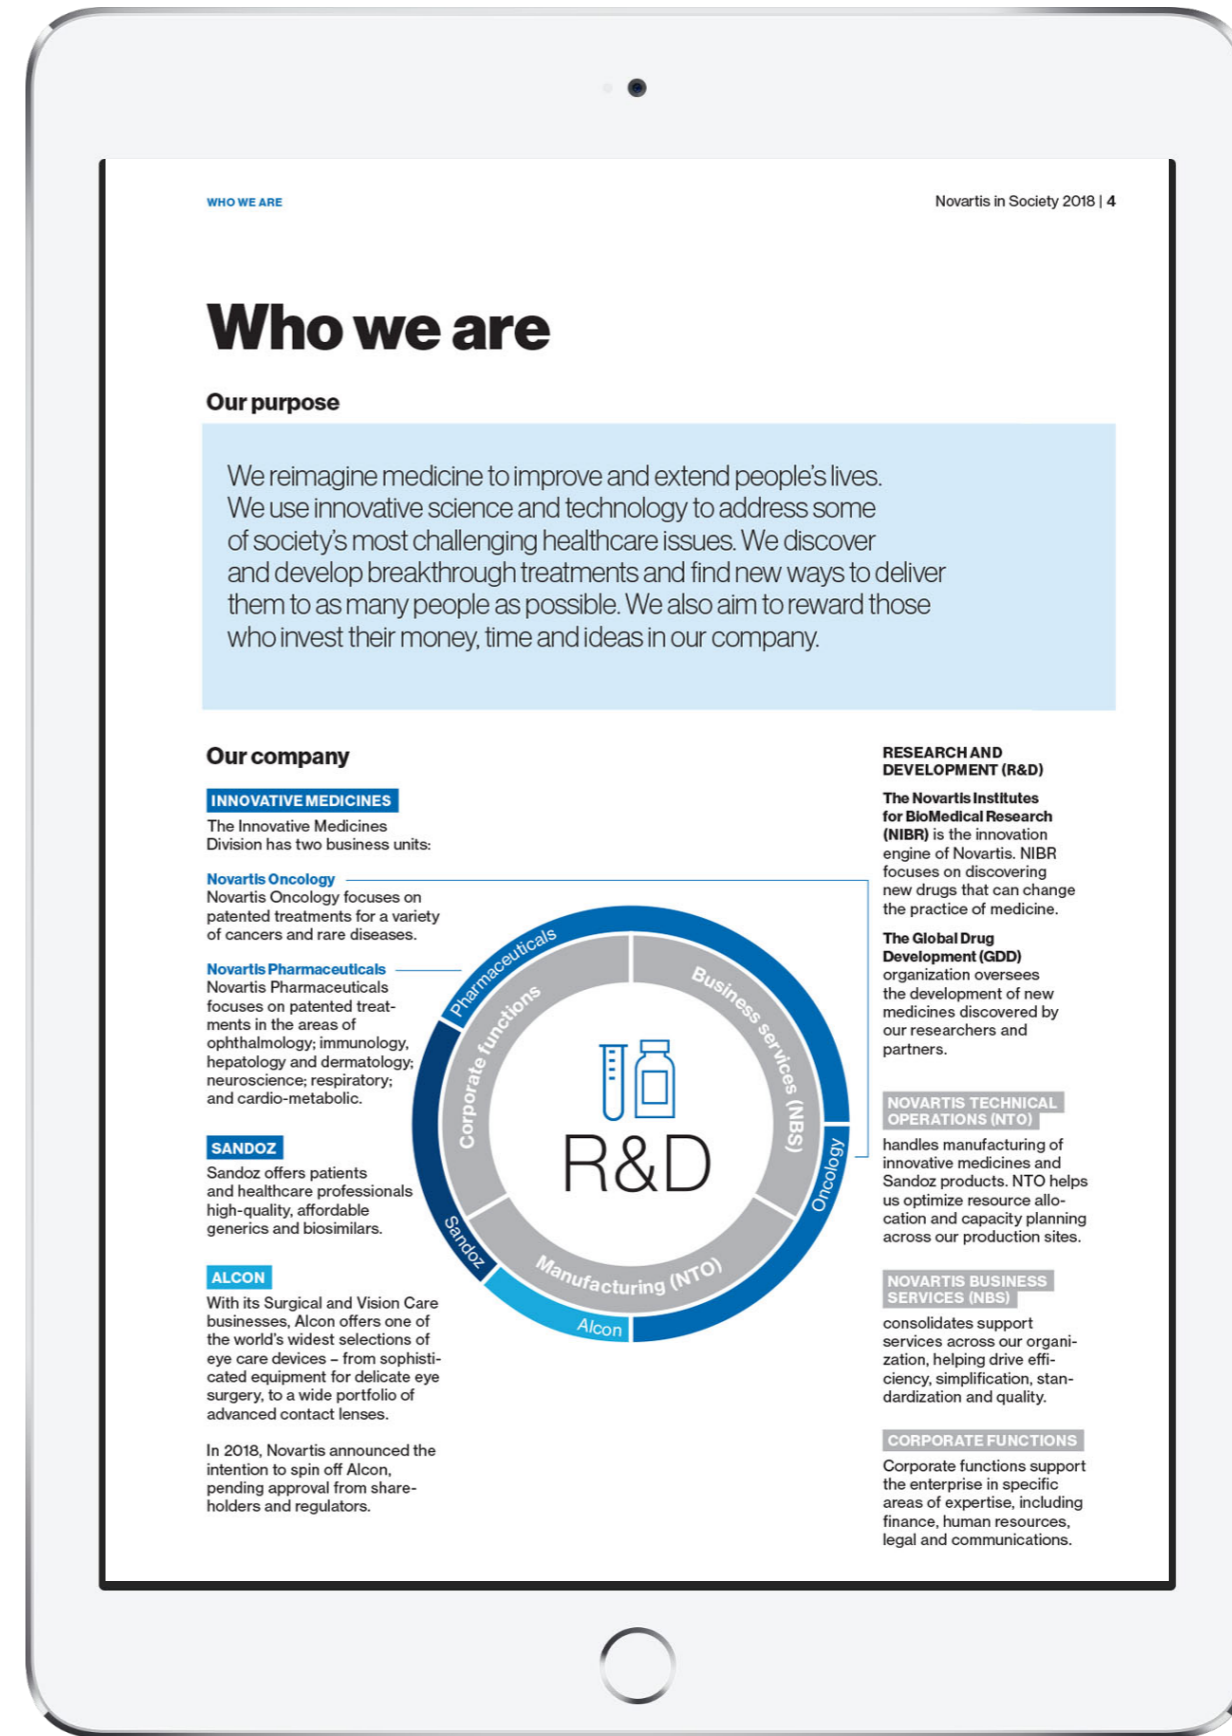 WHO WE ARE
Novartis in Society 2018 | 4
Who we are
Our purpose
We reimagine medicine to improve and extend people's lives.
We use innovative science and technology to address some
of society's most challenging healthcare issues. We discover
and develop breakthrough treatments and find new ways to deliver
them to as many people as possible. We also aim to reward those
who invest their money, time and ideas in our company.
Our company
INNOVATIVE MEDICINES
The Innovative Medicines
Division has two business units:
Novartis Oncology
Novartis Oncology focuses on
patented treatments for a variety
of cancers and rare diseases.
Novartis Pharmaceuticals
Novartis Pharmaceuticals
focuses on patented treat-
ments in the areas of
ophthalmology; immunology,
hepatology and dermatology;
neuroscience; respiratory;
and cardio-metabolic.
SANDOZ
Sandoz offers patients
and healthcare professionals
high-quality, affordable
generics and biosimilars.
ALCON
With its Surgical and Vision Care
businesses, Alcon offers one of
the world's widest selections of
eye care devices – from sophisti-
cated equipment for delicate eye
surgery, to a wide portfolio of
advanced contact lenses.
In 2018, Novartis announced the
intention to spin off Alcon,
pending approval from share-
holders and regulators.
Pharmaceuticals
Corporate functions
Business services (NBS)
R&D
Oncology
Sandoz
Manufacturing (NTO)
Alcon
RESEARCH AND
DEVELOPMENT (R&D)
The Novartis Institutes
for BioMedical Research
(NIBR) is the innovation
engine of Novartis. NIBR
focuses on discovering
new drugs that can change
the practice of medicine.
The Global Drug
Development (GDD)
organization oversees
the development of new
medicines discovered by
our researchers and
partners.
NOVARTIS TECHNICAL
OPERATIONS (NTO)
handles manufacturing of
innovative medicines and
Sandoz products. NTO helps
us optimize resource allo-
cation and capacity planning
across our production sites.
NOVARTIS BUSINESS
SERVICES (NBS)
consolidates support
services across our organi-
zation, helping drive effi-
ciency, simplification, stan-
dardization and quality.
CORPORATE FUNCTIONS
Corporate functions support
the enterprise in specific
areas of expertise, including
finance, human resources,
legal and communications.